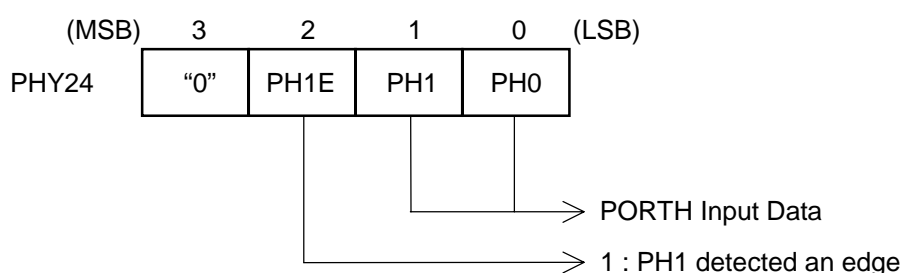 (MSB) 3 2 1 0 (LSB)
PHY24 “0” PH1E PH1 PH0
PORTH Input Data
1 : PH1 detected an edge